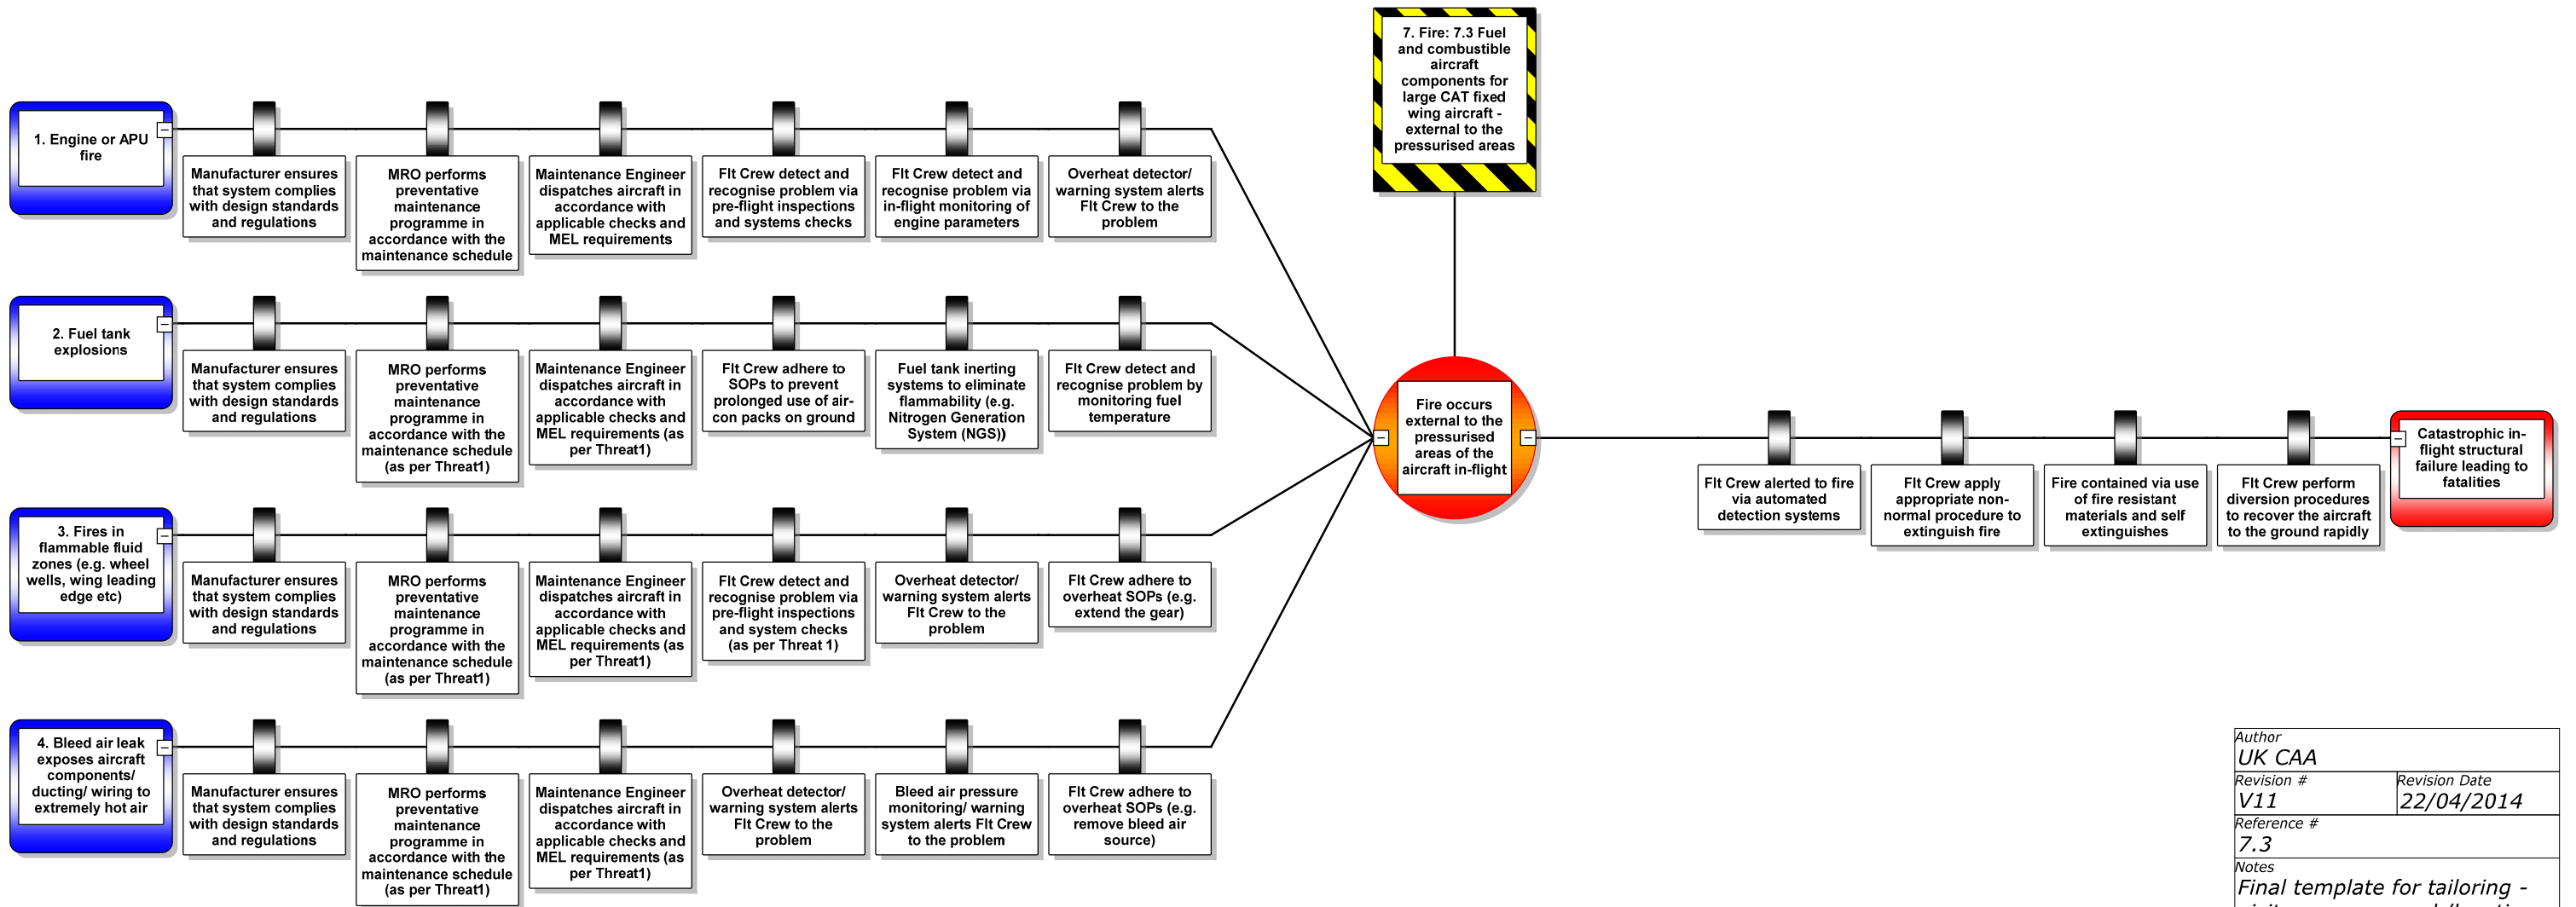 7. Fire: 7.3 Fuel
and combustible
aircraft
components for
large CAT fixed
wing aircraft -
external to the
pressurised areas
1. Engine or APU
fire
Manufacturer ensures
that system complies
with design standards
and regulations
MRO performs
preventative
maintenance
programme in
accordance with the
maintenance schedule
Maintenance Engineer
dispatches aircraft in
accordance with
applicable checks and
MEL requirements
Flt Crew detect and
recognise problem via
pre-flight inspections
and systems checks
Flt Crew detect and
recognise problem via
in-flight monitoring of
engine parameters
Overheat detector/
warning system alerts
Flt Crew to the
problem
2. Fuel tank
explosions
Manufacturer ensures
that system complies
with design standards
and regulations
MRO performs
preventative
maintenance
programme in
accordance with the
maintenance schedule
(as per Threat1)
Maintenance Engineer
dispatches aircraft in
accordance with
applicable checks and
MEL requirements (as
per Threat1)
Flt Crew adhere to
SOPs to prevent
prolonged use of air-
con packs on ground
Fuel tank inerting
systems to eliminate
flammability (e.g.
Nitrogen Generation
System (NGS))
Flt Crew detect and
recognise problem by
monitoring fuel
temperature
3. Fires in
flammable fluid
zones (e.g. wheel
wells, wing leading
edge etc)
Manufacturer ensures
that system complies
with design standards
and regulations
MRO performs
preventative
maintenance
programme in
accordance with the
maintenance schedule
(as per Threat1)
Maintenance Engineer
dispatches aircraft in
accordance with
applicable checks and
MEL requirements (as
per Threat1)
Flt Crew detect and
recognise problem via
pre-flight inspections
and system checks
(as per Threat 1)
Overheat detector/
warning system alerts
Flt Crew to the
problem
Flt Crew adhere to
overheat SOPs (e.g.
extend the gear)
4. Bleed air leak
exposes aircraft
components/
ducting/ wiring to
extremely hot air
Manufacturer ensures
that system complies
with design standards
and regulations
MRO performs
preventative
maintenance
programme in
accordance with the
maintenance schedule
(as per Threat1)
Maintenance Engineer
dispatches aircraft in
accordance with
applicable checks and
MEL requirements (as
per Threat1)
Overheat detector/
warning system alerts
Flt Crew to the
problem
Bleed air pressure
monitoring/ warning
system alerts Flt Crew
to the problem
Flt Crew adhere to
overheat SOPs (e.g.
remove bleed air
source)
Fire occurs
external to the
pressurised
areas of the
aircraft in-flight
Flt Crew alerted to fire
via automated
detection systems
Flt Crew apply
appropriate non-
normal procedure to
extinguish fire
Fire contained via use
of fire resistant
materials and self
extinguishes
Flt Crew perform
diversion procedures
to recover the aircraft
to the ground rapidly
Catastrophic in-
flight structural
failure leading to
fatalities
Author
UK CAA
Revision #
V11
Revision Date
22/04/2014
Reference #
7.3
Notes
Final template for tailoring -